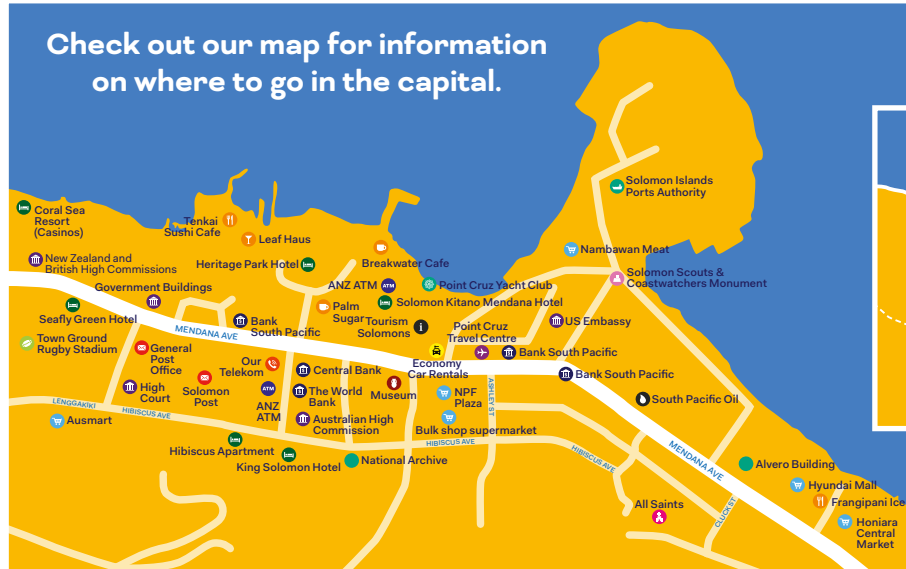 Check out our map for information
on where to go in the capital.
Solomon Islands
Ports Authority
Coral Sea
Resort
(Casinos)
Tenkai
Sushi Cafe
Leaf Haus
Nambawan Meat
New Zealand and
British High Commissions
Heritage Park Hotel
Breakwater Cafe
Solomon Scouts &
Coastwatchers Monument
Government Buildings
ANZ ATM
ATM
Point Cruz Yacht Club
Seafly Green Hotel
Palm
Sugar
Solomon Kitano Mendana Hotel
MENDANA AVE
Bank
South Pacific
Tourism
Solomons
i
Point Cruz
Travel Centre
US Embassy
Town Ground
Rugby Stadium
General
Post
Office
Our
Telekom
Central Bank
Economy
Car Rentals
Bank South Pacific
Bank South Pacific
High
Court
Solomon
Post
ATM
ANZ
ATM
The World
Bank
Museum
NPF
Plaza
ASHLEY ST
South Pacific Oil
LENGGAKIKI
HIBISCUS AVE
Ausmart
Australian High
Commission
Bulk shop supermarket
Hibiscus Apartment
HIBISCUS AVE
HIBISCUS AVE
MENDANA AVE
King Solomon Hotel
National Archive
Alvero Building
Hyundai Mall
Frangipani Ice
All Saints
CLUCK ST
Honiara
Central
Market